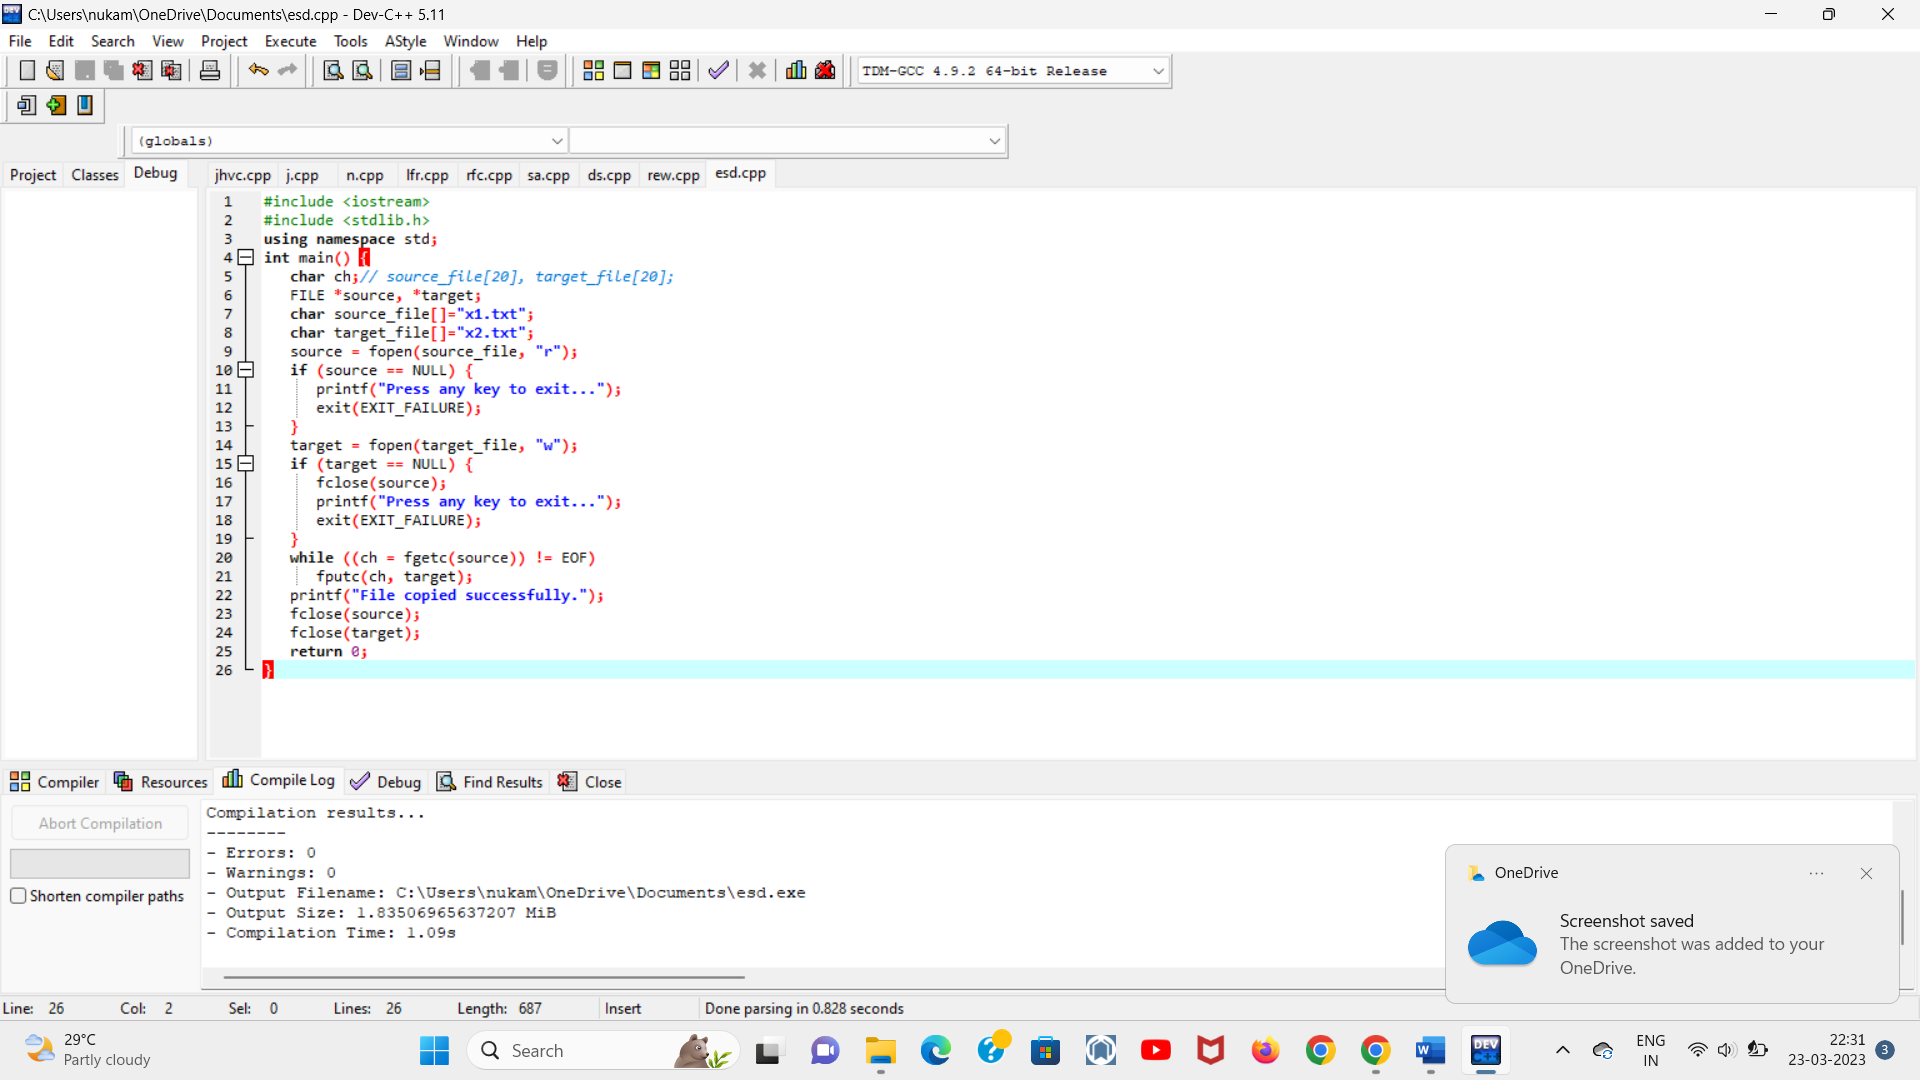 C:\Users\nukam\OneDrive\Documents\esd.cpp - Dev-C++ 5.11
File Edit Search View Project Execute Tools AStyle Window Help
TDM-GCC 4.9.2 64-bit Release
(globals)
Project Classes Debug
jhvc.cpp j.cpp n.cpp lfr.cpp rfc.cpp sa.cpp ds.cpp rew.cpp esd.cpp
1 #include <iostream>
2 #include <stdlib.h>
3 using namespace std;
4 int main() {
5 char ch;// source_file[20], target_file[20];
6 FILE *source, *target;
7 char source_file[]="x1.txt";
8 char target_file[]="x2.txt";
9 source = fopen(source_file, "r");
10 if (source == NULL) {
11 printf("Press any key to exit...");
12 exit(EXIT_FAILURE);
13 }
14 target = fopen(target_file, "w");
15 if (target == NULL) {
16 fclose(source);
17 printf("Press any key to exit...");
18 exit(EXIT_FAILURE);
19 }
20 while ((ch = fgetc(source)) != EOF)
21 fputc(ch, target);
22 printf("File copied successfully.");
23 fclose(source);
24 fclose(target);
25 return 0;
26 }
Compiler Resources Compile Log Debug Find Results Close
Abort Compilation
Shorten compiler paths
Compilation results...
--------
- Errors: 0
- Warnings: 0
- Output Filename: C:\Users\nukam\OneDrive\Documents\esd.exe
- Output Size: 1.83506965637207 MiB
- Compilation Time: 1.09s
OneDrive
Screenshot saved
The screenshot was added to your
OneDrive.
Line: 26 Col: 2 Sel: 0 Lines: 26 Length: 687 Insert Done parsing in 0.828 seconds
29°C
Partly cloudy
Search
DEV
ENG
IN
22:31
23-03-2023
3